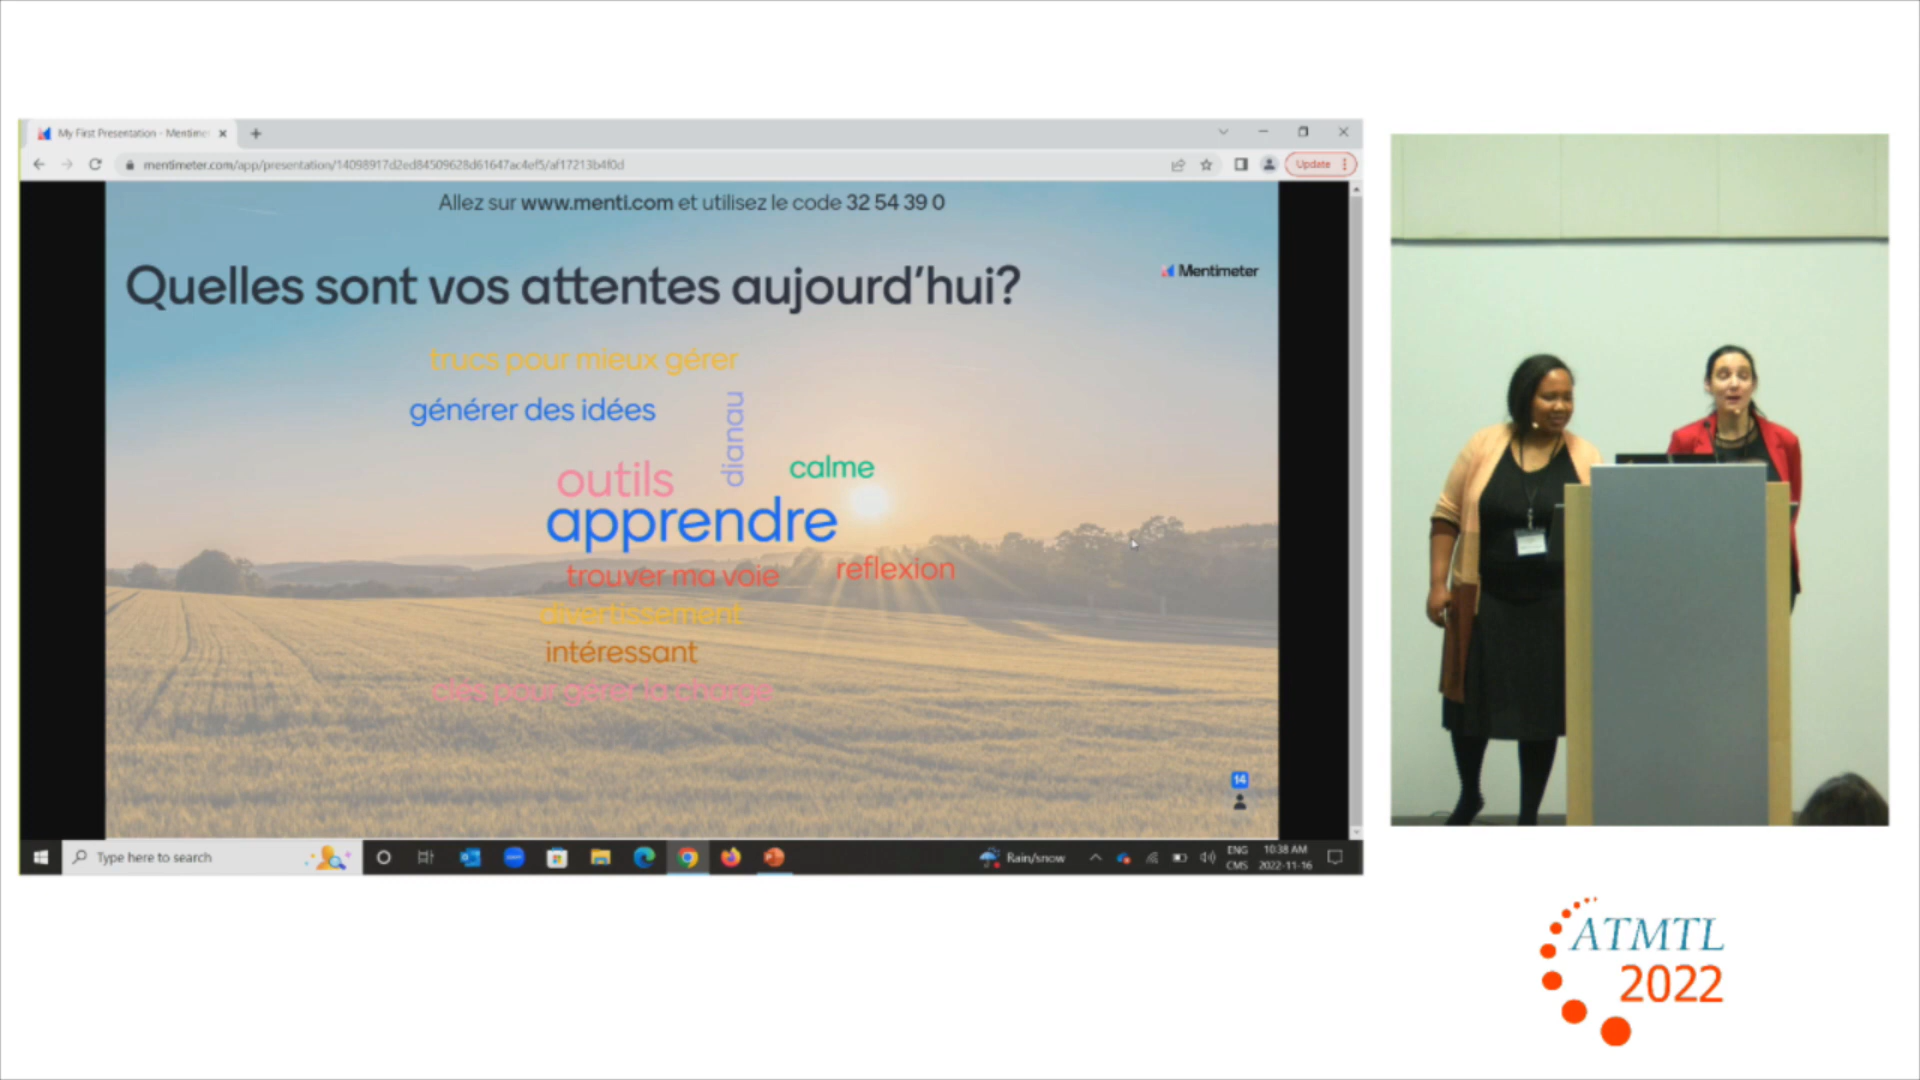 My First Presentation - Mentime
mentimeter.com/app/presentation/14098917d2ed84509628d61647ac4ef5/af17213b4f0d
Update
Allez sur www.menti.com et utilisez le code 32 54 39 0
Quelles sont vos attentes aujourd'hui?
Mentimeter
trucs pour mieux gérer
générer des idées
dianau
outils
calme
apprendre
trouver ma voie
reflexion
divertissement
intéressant
clés pour gérer la charge
14
Type here to search
Rain/snow
ENG
CMS
10:38 AM
2022-11-16
ATMTL
2022